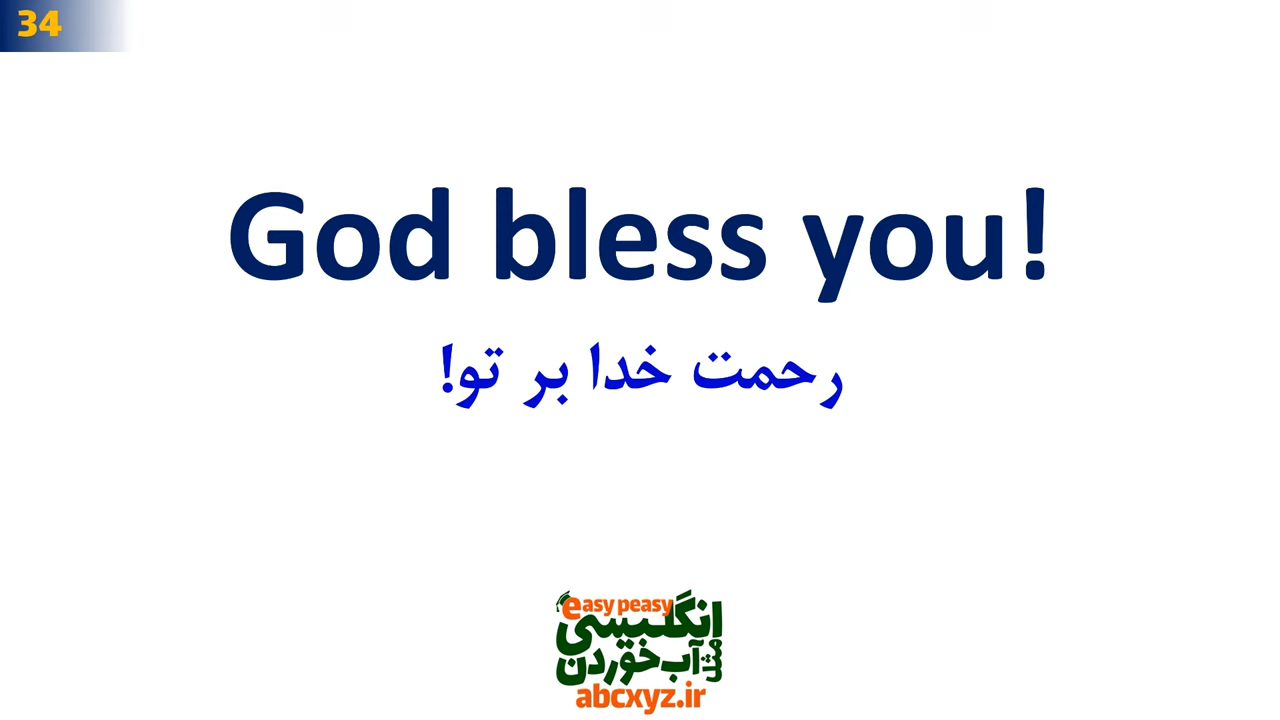 34
God bless you!
رحمت خدا بر تو!
easy peasy
انگلیسی
مثل آب خوردن
abcxyz.ir